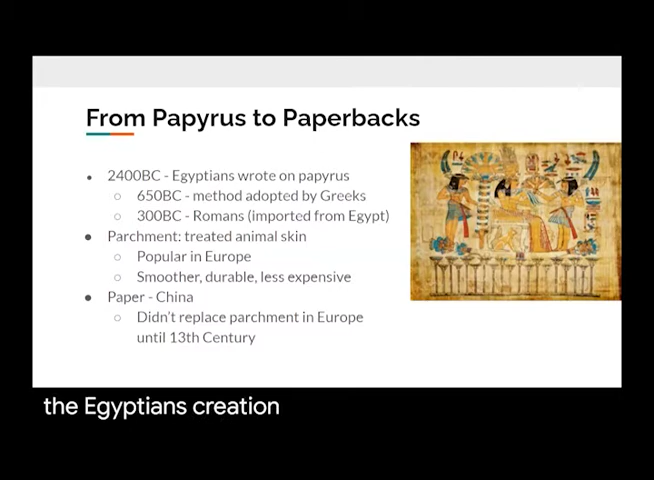 From Papyrus to Paperbacks
• 2400BC - Egyptians wrote on papyrus
○ 650BC - method adopted by Greeks
○ 300BC - Romans (imported from Egypt)
• Parchment: treated animal skin
○ Popular in Europe
○ Smoother, durable, less expensive
• Paper - China
○ Didn't replace parchment in Europe
until 13th Century
the Egyptians creation